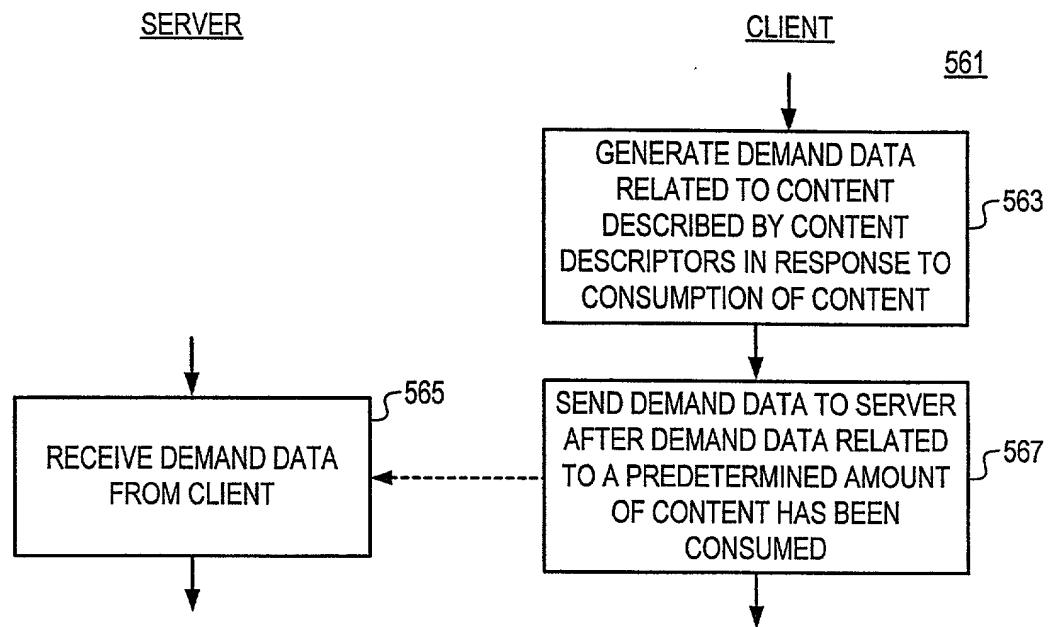 SERVER
CLIENT
561
GENERATE DEMAND DATA
RELATED TO CONTENT
DESCRIBED BY CONTENT
DESCRIPTORS IN RESPONSE TO
CONSUMPTION OF CONTENT
563
565
RECEIVE DEMAND DATA
FROM CLIENT
SEND DEMAND DATA TO SERVER
AFTER DEMAND DATA RELATED
TO A PREDETERMINED AMOUNT
OF CONTENT HAS BEEN
CONSUMED
567